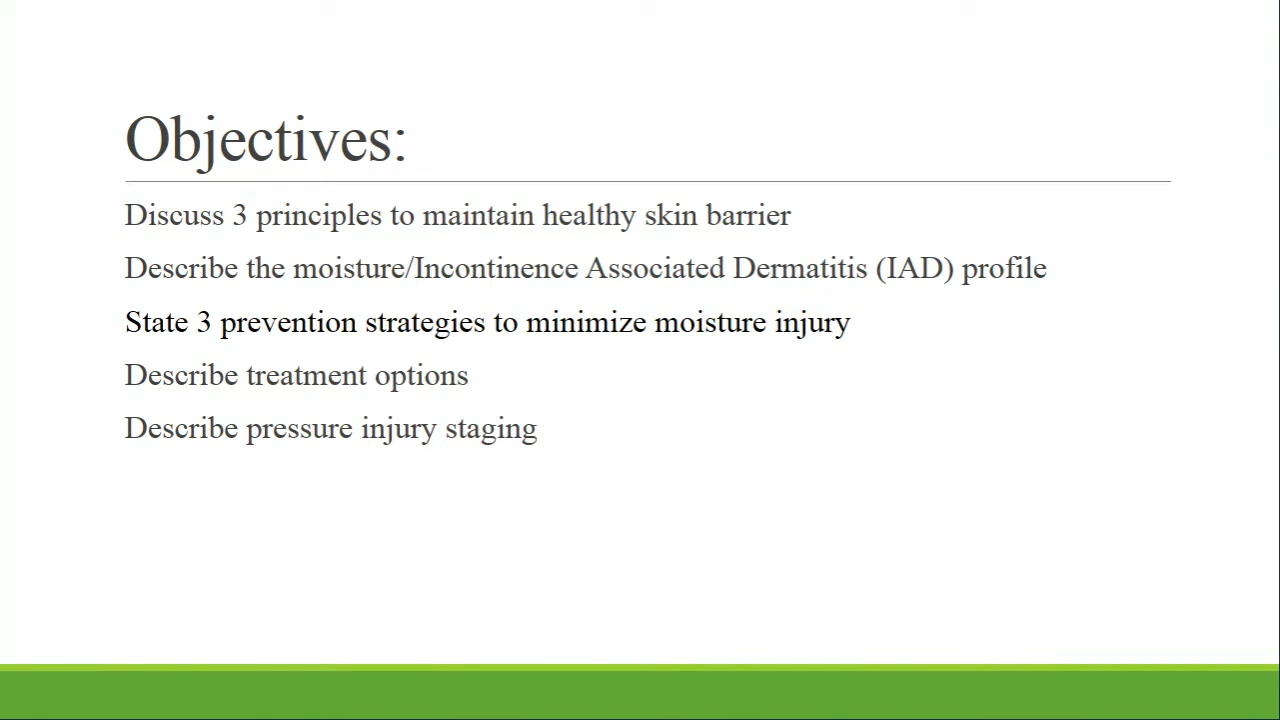 Objectives:
Discuss 3 principles to maintain healthy skin barrier
Describe the moisture/Incontinence Associated Dermatitis (IAD) profile
State 3 prevention strategies to minimize moisture injury
Describe treatment options
Describe pressure injury staging